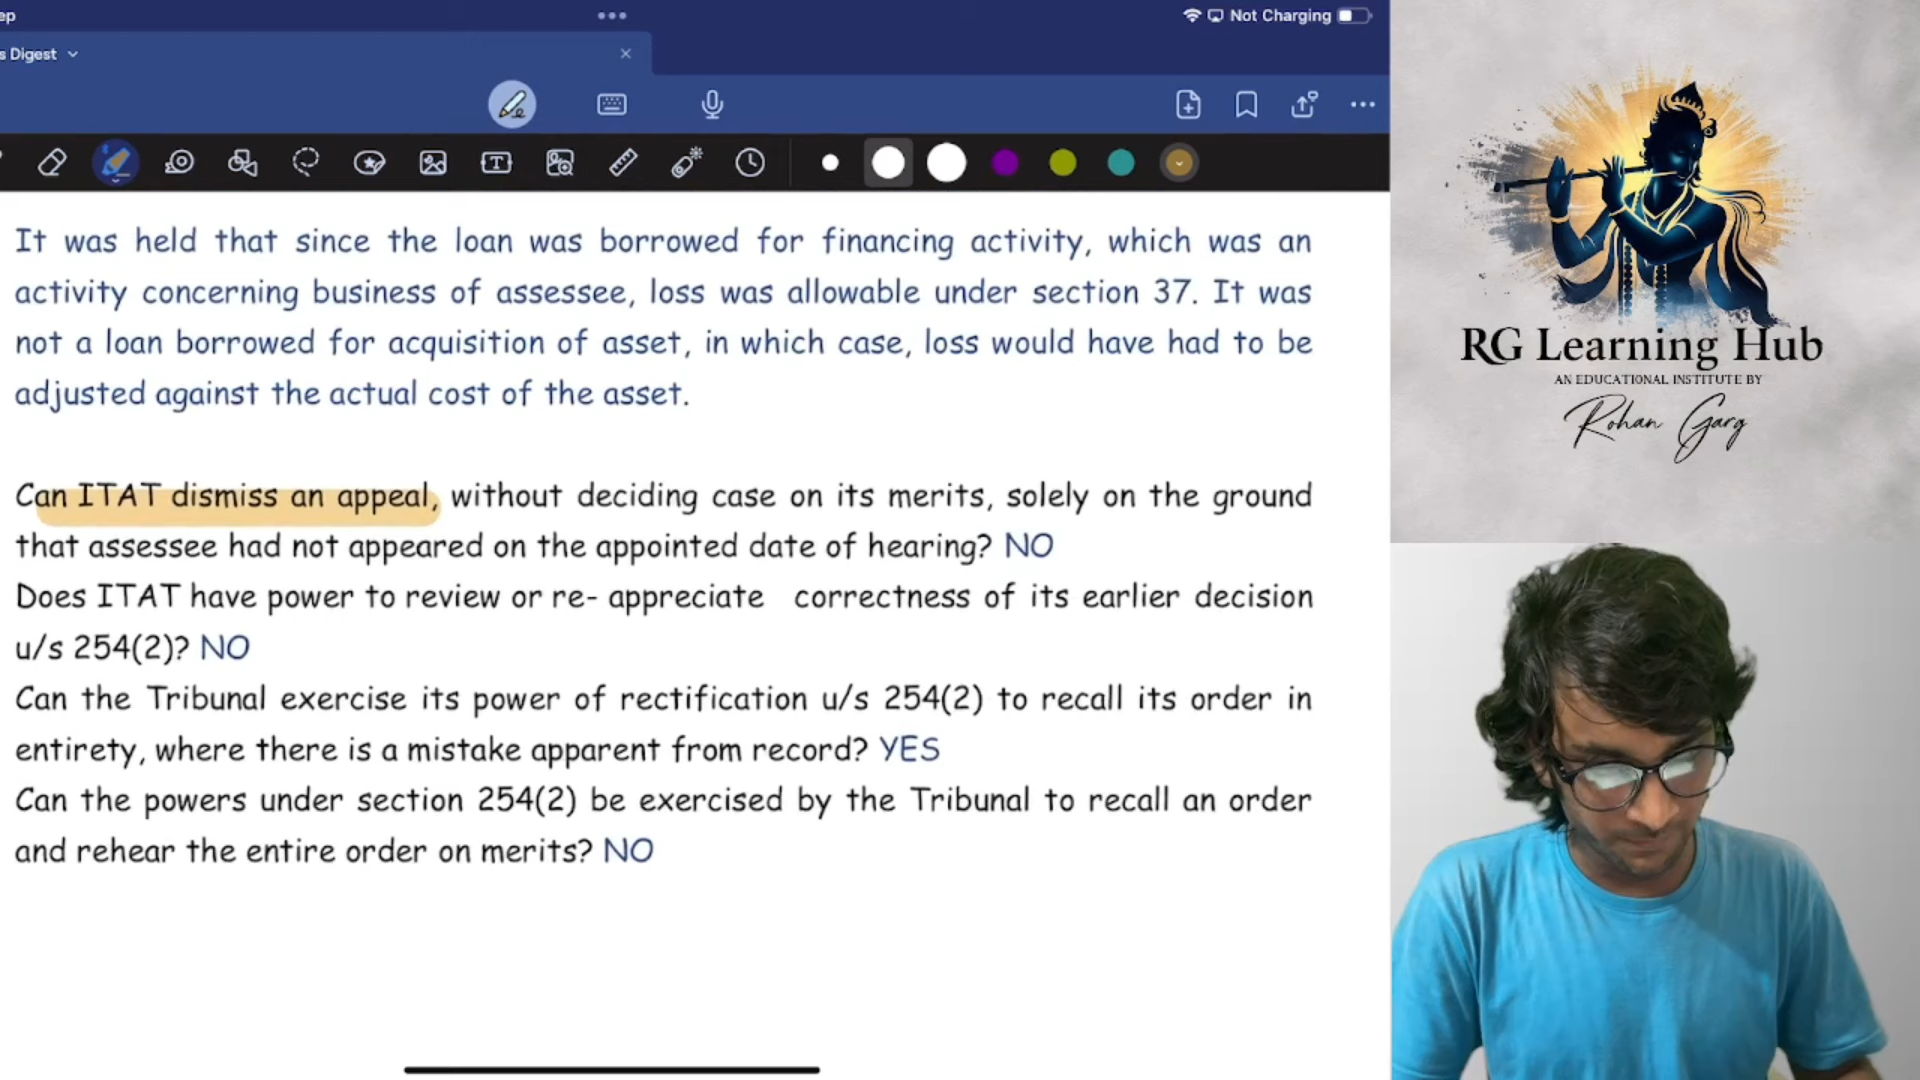 ep
Not Charging
s Digest
It was held that since the loan was borrowed for financing activity, which was an
activity concerning business of assessee, loss was allowable under section 37. It was
not a loan borrowed for acquisition of asset, in which case, loss would have had to be
adjusted against the actual cost of the asset.
Can ITAT dismiss an appeal, without deciding case on its merits, solely on the ground
that assessee had not appeared on the appointed date of hearing? NO
Does ITAT have power to review or re- appreciate correctness of its earlier decision
u/s 254(2)? NO
Can the Tribunal exercise its power of rectification u/s 254(2) to recall its order in
entirety, where there is a mistake apparent from record? YES
Can the powers under section 254(2) be exercised by the Tribunal to recall an order
and rehear the entire order on merits? NO
RG Learning Hub
AN EDUCATIONAL INSTITUTE BY
Rohan Garg